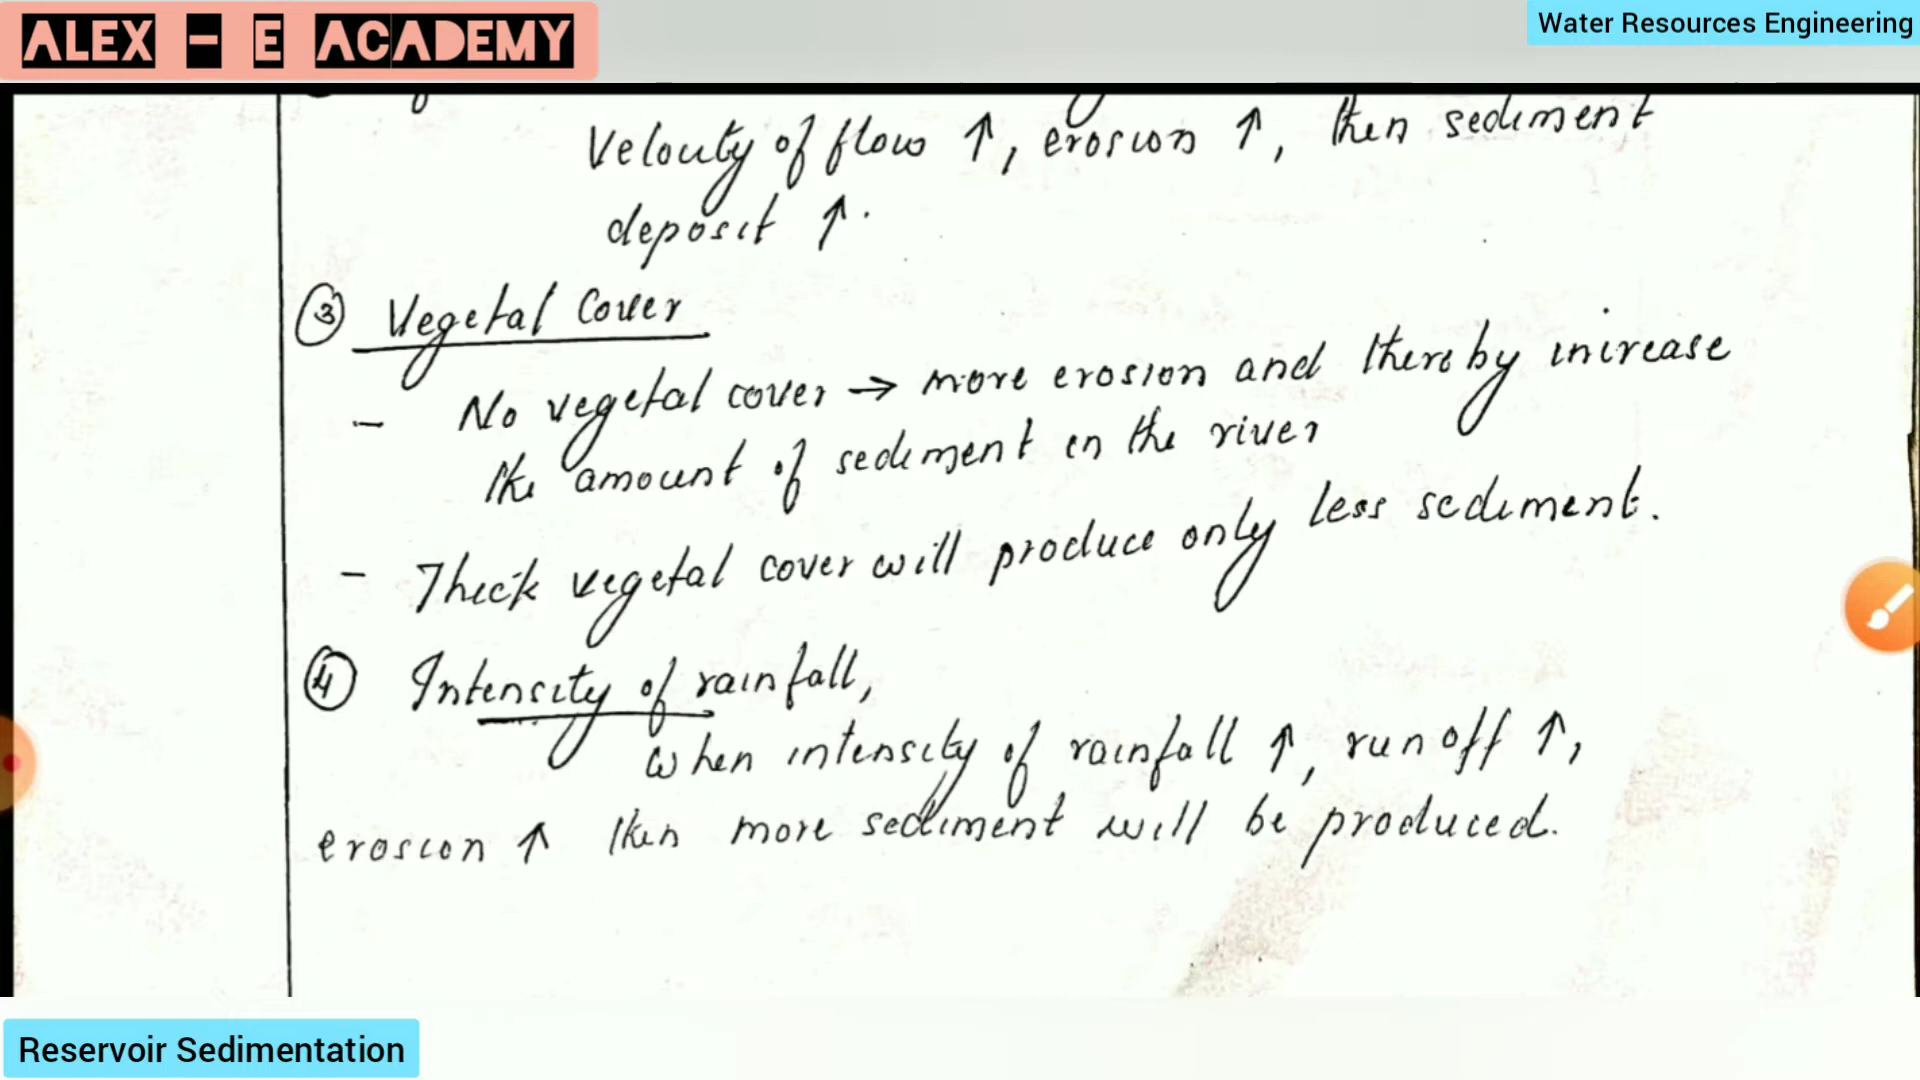 ALEX - E ACADEMY
Water Resources Engineering
Velocity of flow ↑, erosion ↑, then sediment
deposit ↑.
③ Vegetal Cover
- No vegetal cover → more erosion and thereby increase
the amount of sediment in the river
- Thick vegetal cover will produce only less sediment.
④ Intensity of rainfall,
When intensity of rainfall ↑, runoff ↑,
erosion ↑ then more sediment will be produced.
Reservoir Sedimentation